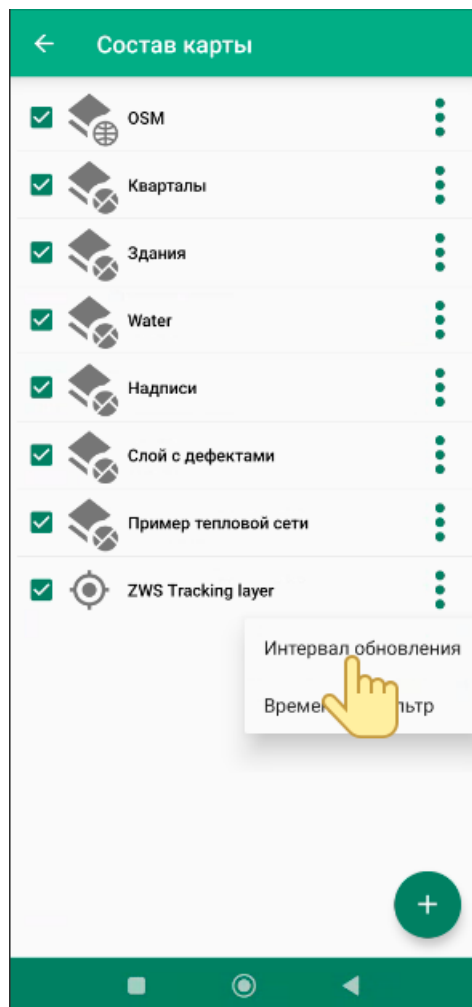 Состав карты
OSM
Кварталы
Здания
Water
Надписи
Слой с дефектами
Пример тепловой сети
ZWS Tracking layer
Интервал обновления